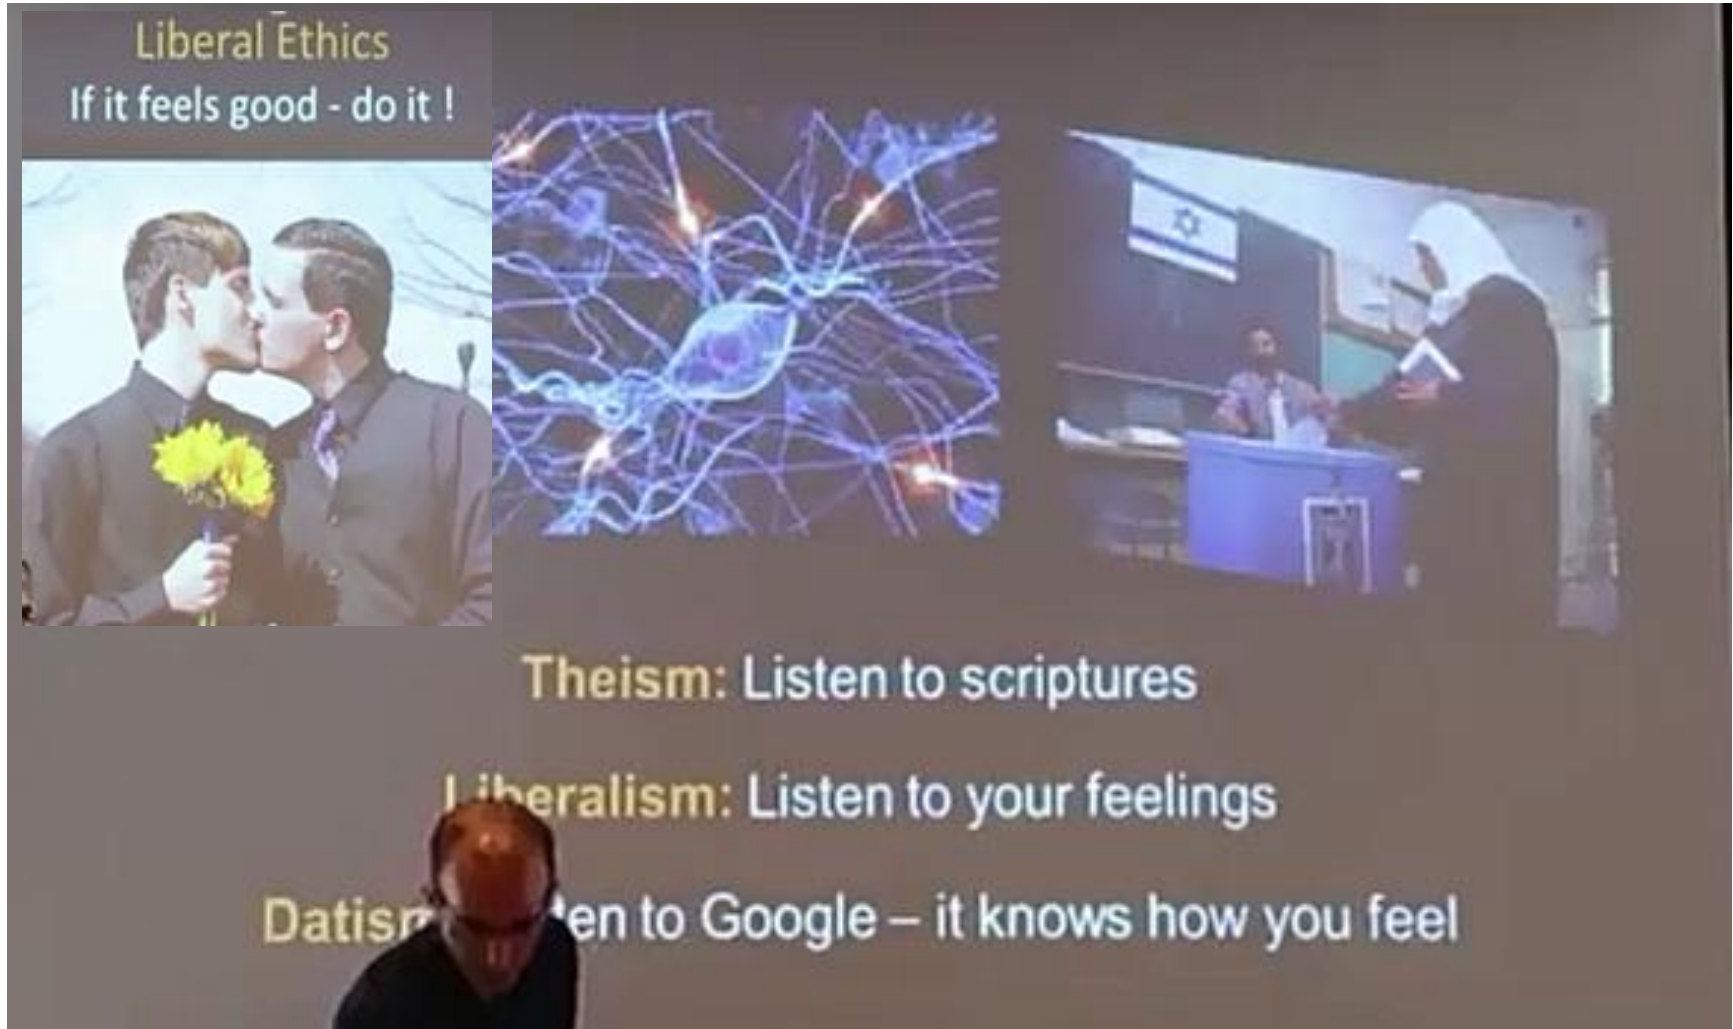 Liberal Ethics
If it feels good - do it !
Theism: Listen to scriptures
Liberalism: Listen to your feelings
to Google – it knows how you feel